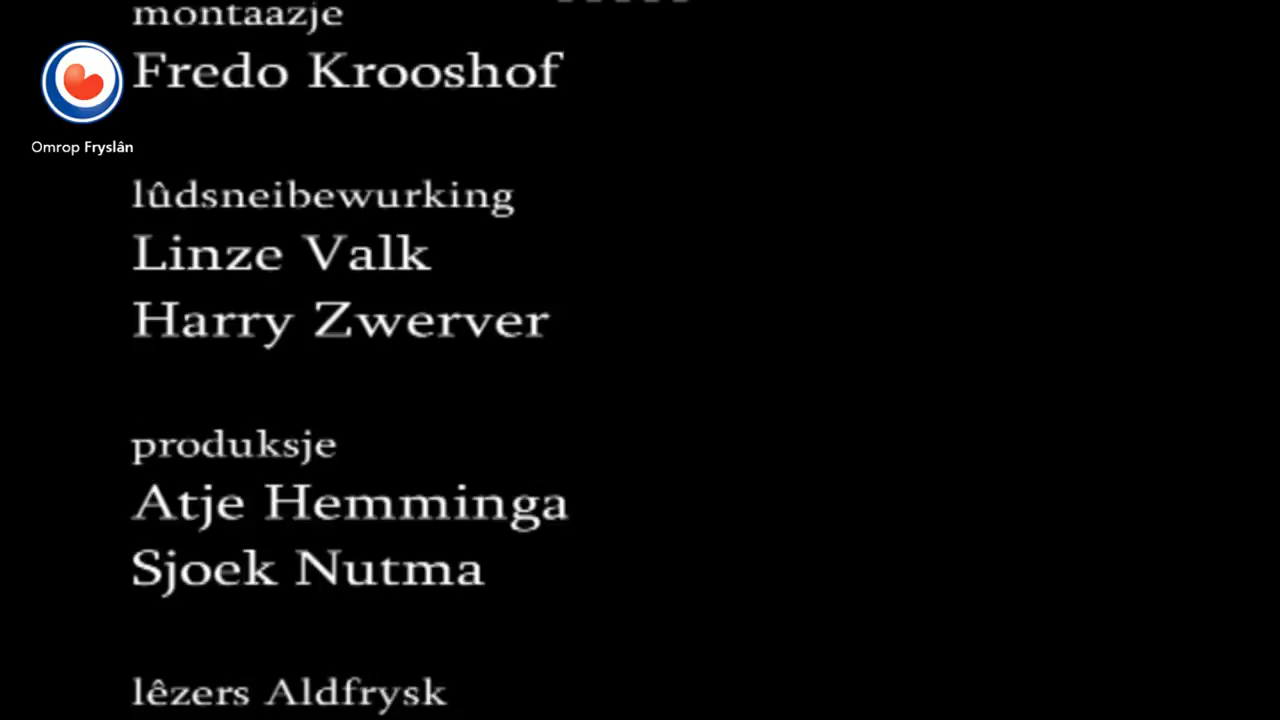 montaazje
Fredo Krooshof
Omrop Fryslân
lûdsneibewurking
Linze Valk
Harry Zwerver
produksje
Atje Hemminga
Sjoek Nutma
lêzers Aldfrysk